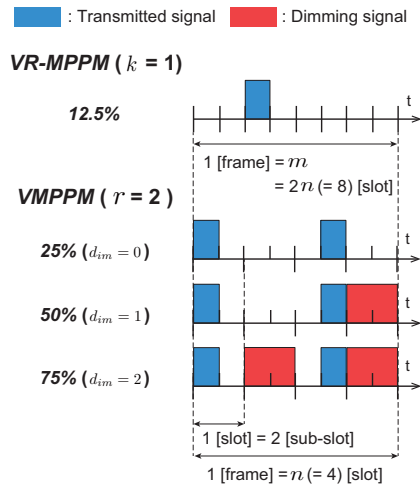 : Transmitted signal : Dimming signal
VR-MPPM ( k = 1)
12.5%
t
1 [frame] = m
= 2n (= 8) [slot]
VMPPM ( r = 2 )
25% (d_im = 0)
t
50% (d_im = 1)
t
75% (d_im = 2)
t
1 [slot] = 2 [sub-slot]
1 [frame] = n (= 4) [slot]